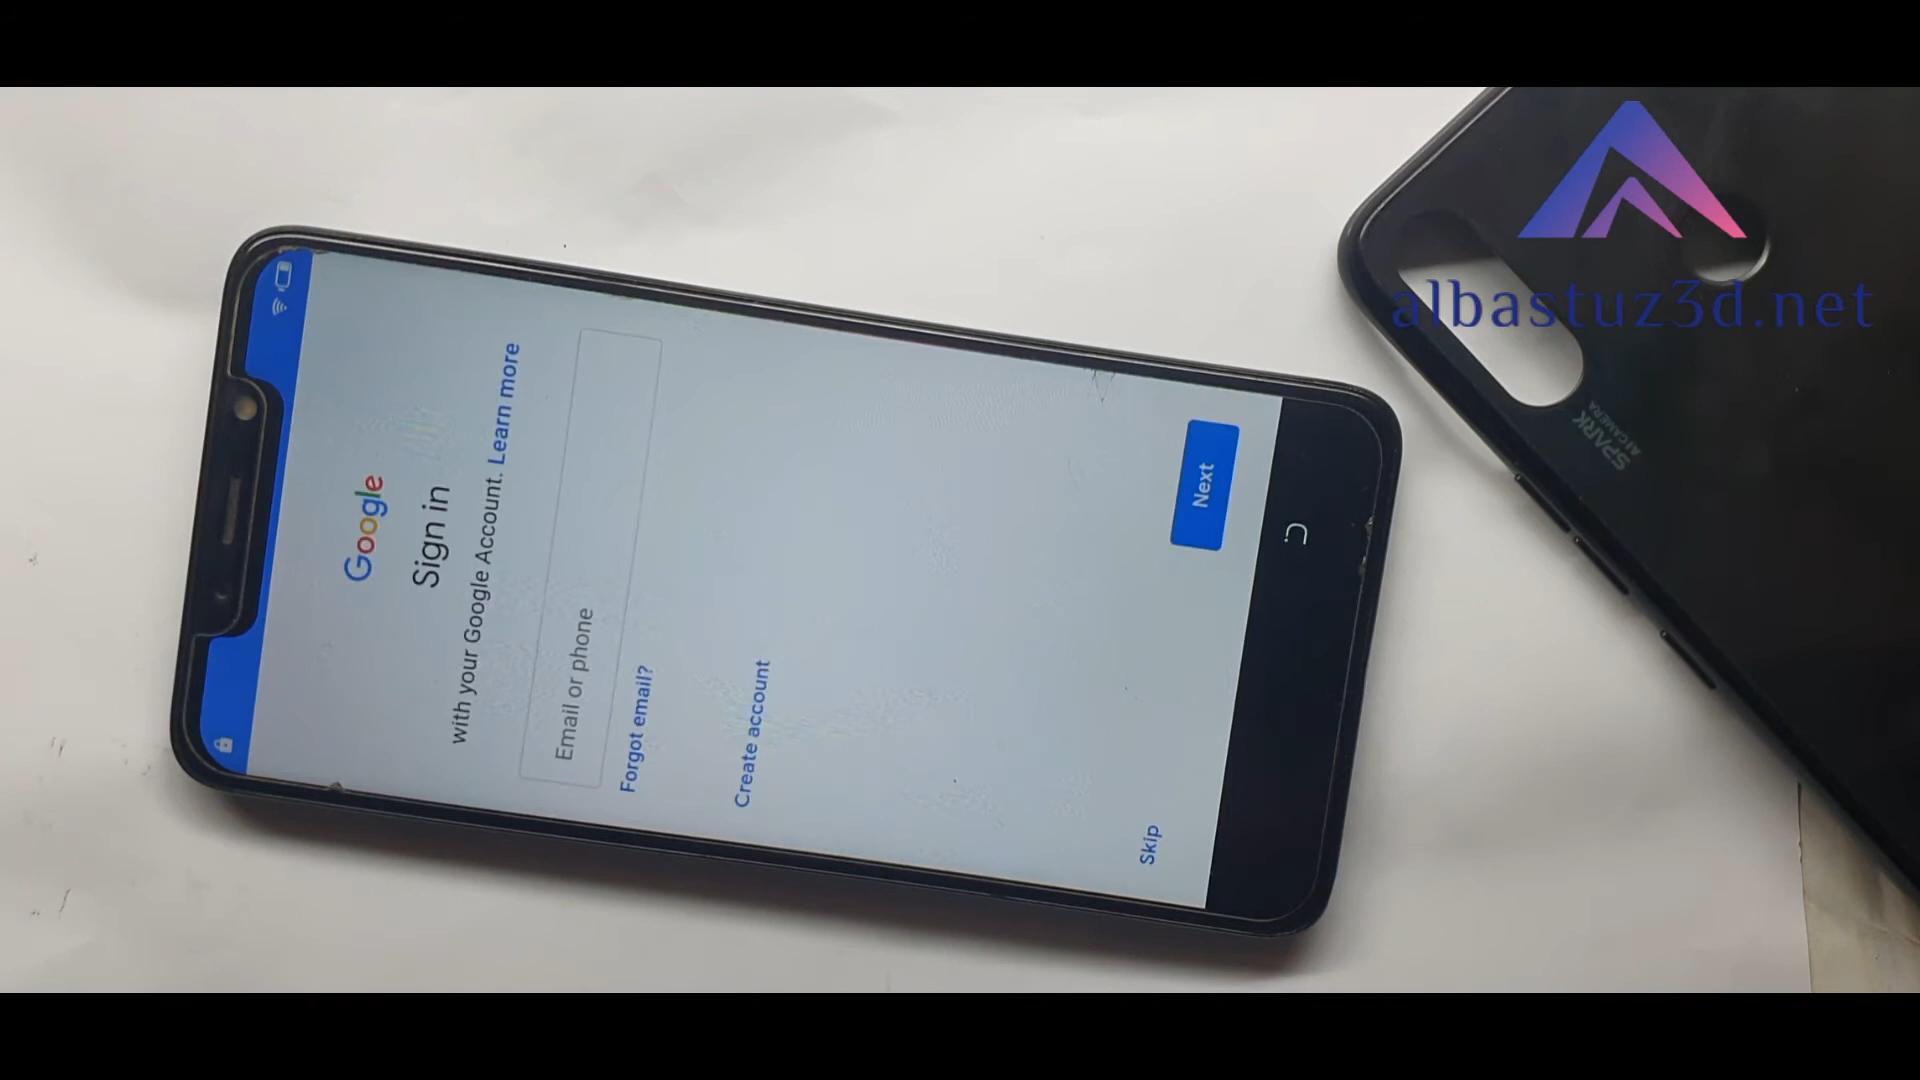 Google
Sign in
with your Google Account. Learn more
Email or phone
Forgot email?
Create account
Skip
Next
albastuz3d.net
SPARK
AI CAMERA